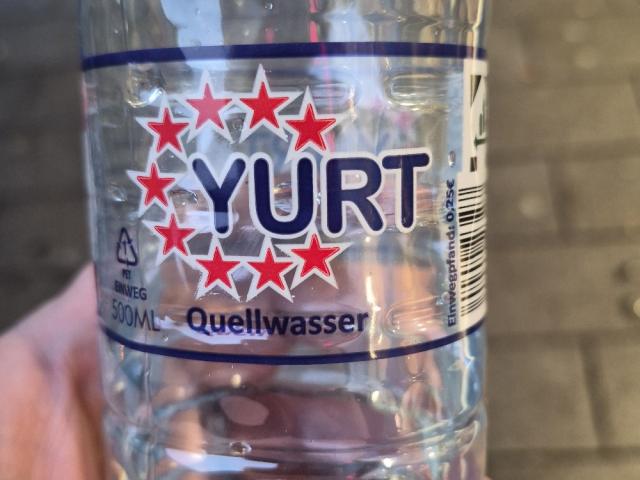 YURT
Quellwasser
PET
EINWEG
500ML
Einwegpfand: 0,25€